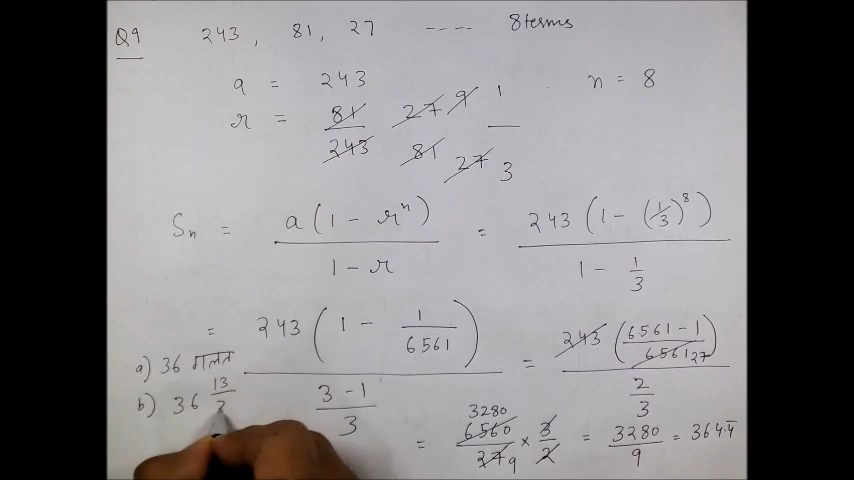 Q9 243, 81, 27 ---- 8 terms
a = 243 n = 8
r = 81/243 27/81 9/27 1/3
Sn = a(1 - rⁿ)/(1 - r) = 243(1 - (1/3)⁸)/(1 - 1/3)
= 243(1 - 1/6561)/((3 - 1)/3) = 243((6561 - 1)/6561 27)/(2/3)
a) 36 गलत
b) 36 13/
= 3280 6560/27 9 × 3/2 = 3280/9 = 364.4̅